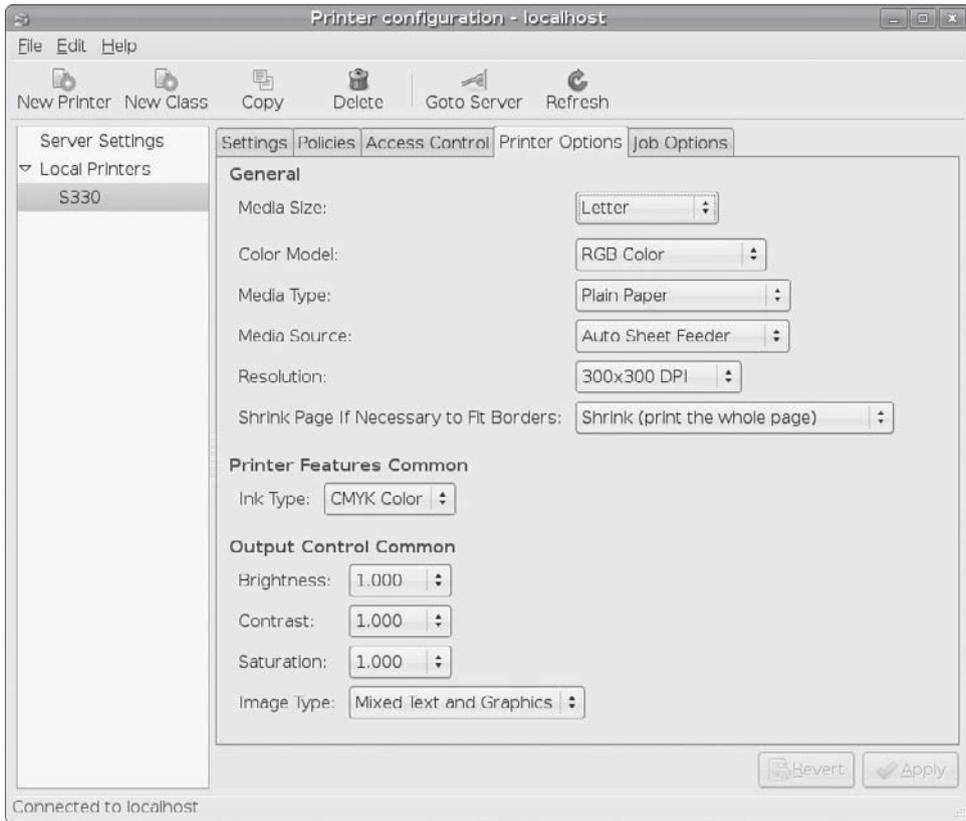 Printer configuration - localhost
File Edit Help
New Printer New Class Copy Delete Goto Server Refresh
Server Settings
Local Printers
S330
Settings Policies Access Control Printer Options Job Options
General
Media Size: Letter
Color Model: RGB Color
Media Type: Plain Paper
Media Source: Auto Sheet Feeder
Resolution: 300x300 DPI
Shrink Page If Necessary to Fit Borders: Shrink (print the whole page)
Printer Features Common
Ink Type: CMYK Color
Output Control Common
Brightness: 1.000
Contrast: 1.000
Saturation: 1.000
Image Type: Mixed Text and Graphics
Revert Apply
Connected to localhost